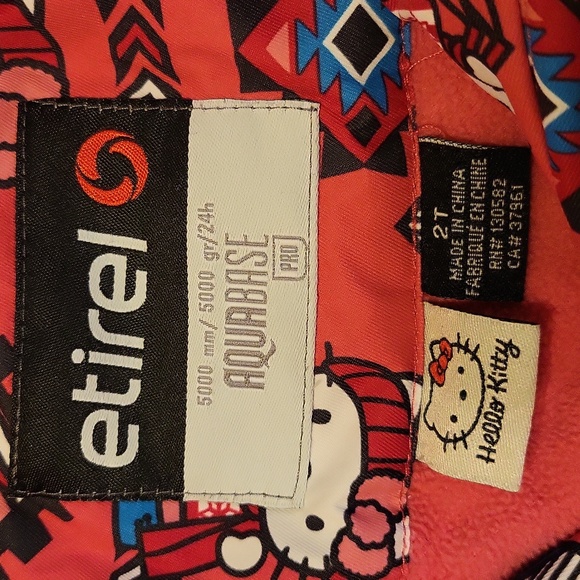 etirel
5000 mm/ 5000 gr/24h
AQUABASE
PRO
2T
MADE IN CHINA
FABRIQUÉ EN CHINE
RN# 130582
CA# 37961
Hello Kitty